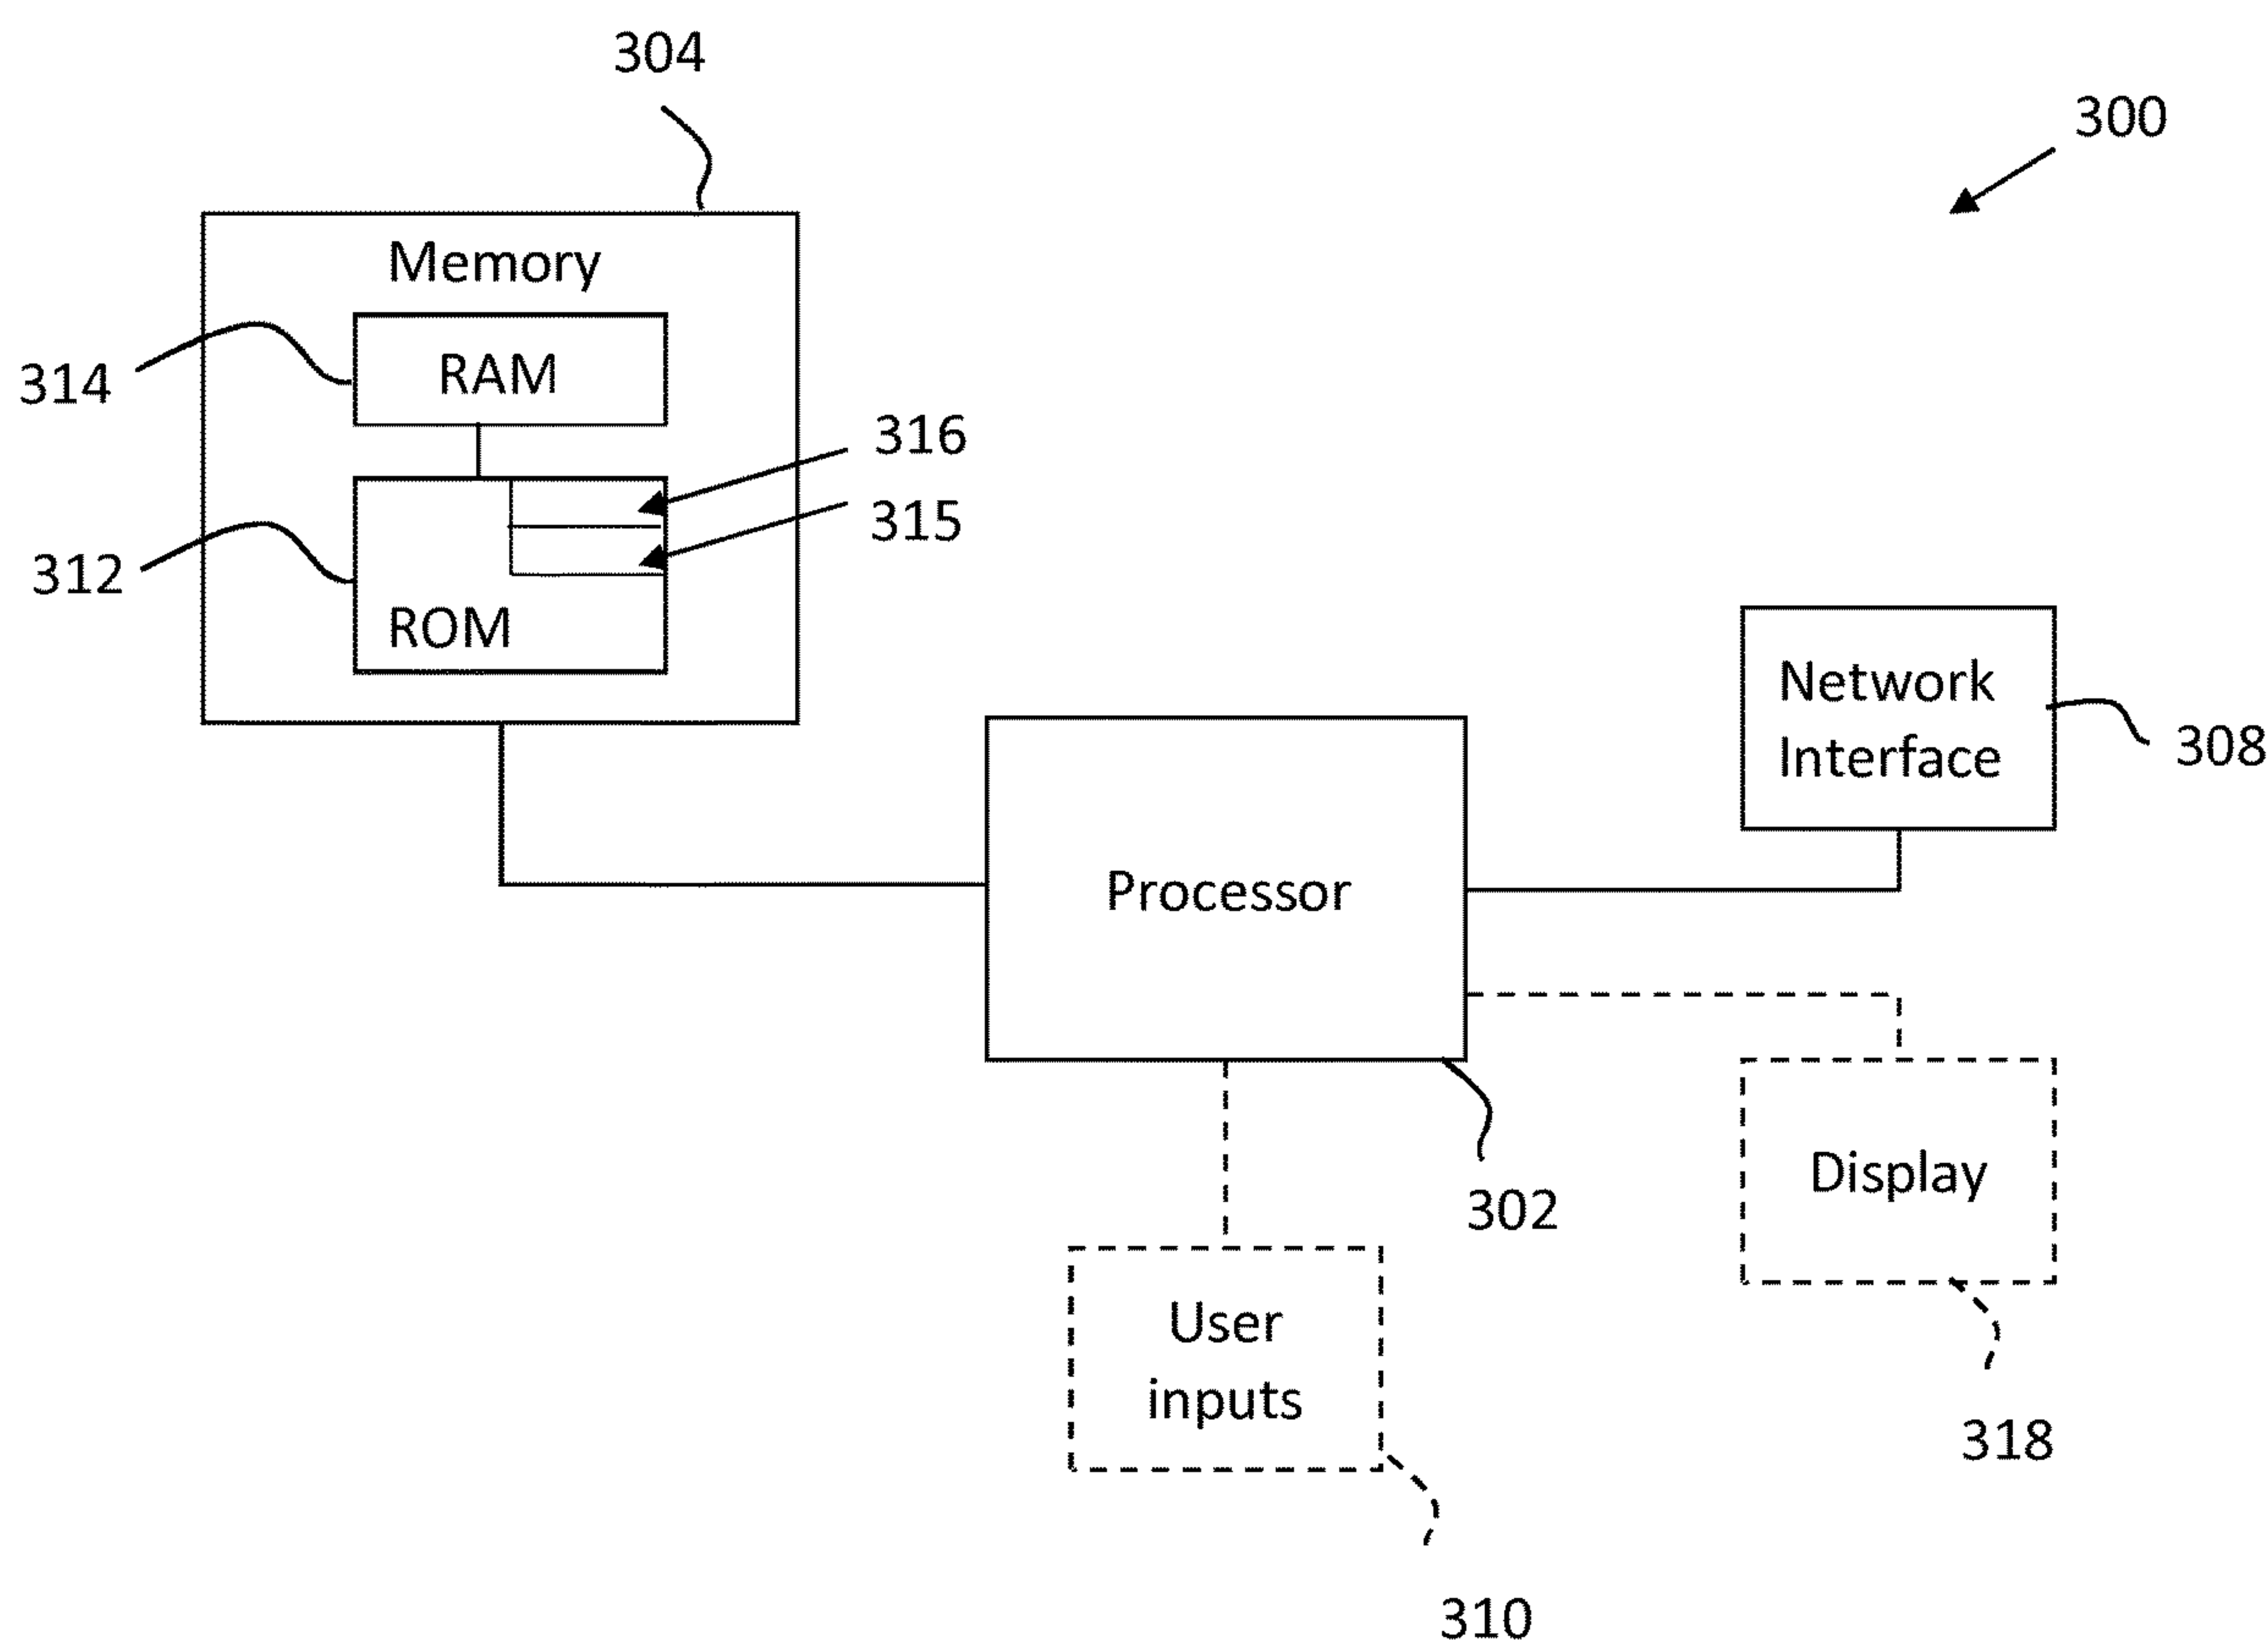 304
300
Memory
314
RAM
316
315
312
ROM
Network
Interface
308
Processor
302
Display
User
inputs
318
310